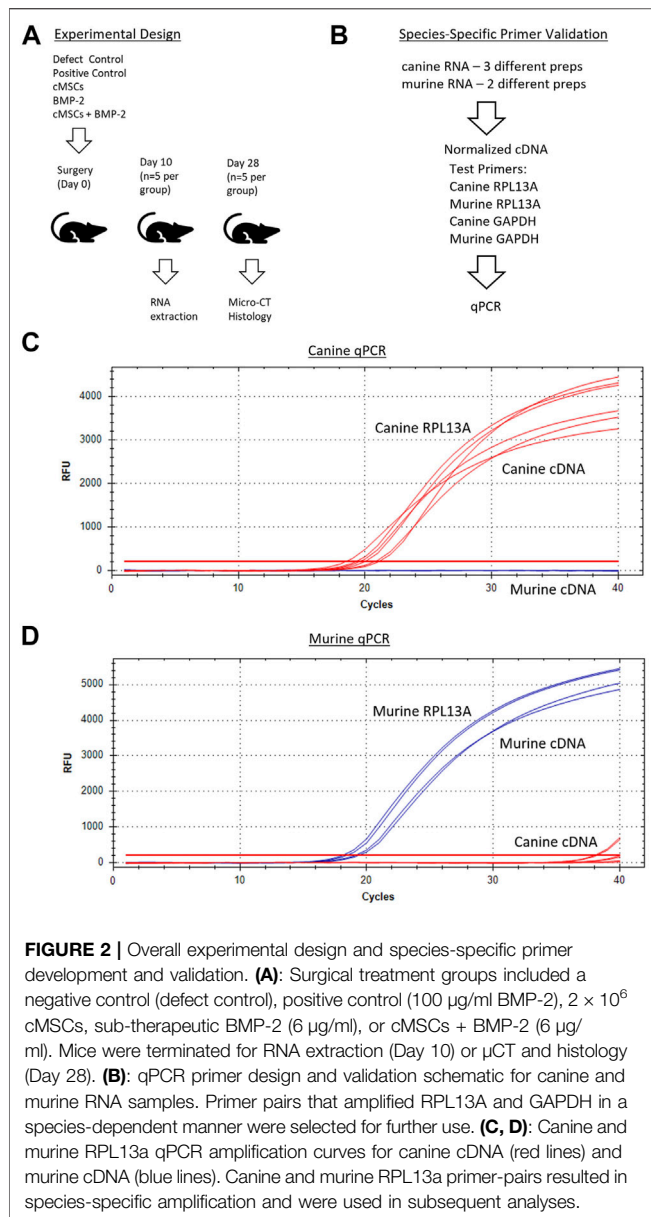 A Experimental Design
Defect Control
Positive Control
cMSCs
BMP-2
cMSCs + BMP-2
Surgery
(Day 0)
Day 10
(n=5 per
group)
Day 28
(n=5 per
group)
RNA
extraction
Micro-CT
Histology
B Species-Specific Primer Validation
canine RNA – 3 different preps
murine RNA – 2 different preps
Normalized cDNA
Test Primers:
Canine RPL13A
Murine RPL13A
Canine GAPDH
Murine GAPDH
qPCR
C Canine qPCR
4000
3000
2000
1000
0
RFU
Canine RPL13A
Canine cDNA
Murine cDNA
0 10 20 30 40
Cycles
D Murine qPCR
5000
4000
3000
2000
1000
0
RFU
Murine RPL13A
Murine cDNA
Canine cDNA
0 10 20 30 40
Cycles
FIGURE 2 | Overall experimental design and species-specific primer
development and validation. (A): Surgical treatment groups included a
negative control (defect control), positive control (100 μg/ml BMP-2), 2 × 10⁶
cMSCs, sub-therapeutic BMP-2 (6 μg/ml), or cMSCs + BMP-2 (6 μg/
ml). Mice were terminated for RNA extraction (Day 10) or μCT and histology
(Day 28). (B): qPCR primer design and validation schematic for canine and
murine RNA samples. Primer pairs that amplified RPL13A and GAPDH in a
species-dependent manner were selected for further use. (C, D): Canine and
murine RPL13a qPCR amplification curves for canine cDNA (red lines) and
murine cDNA (blue lines). Canine and murine RPL13a primer-pairs resulted in
species-specific amplification and were used in subsequent analyses.